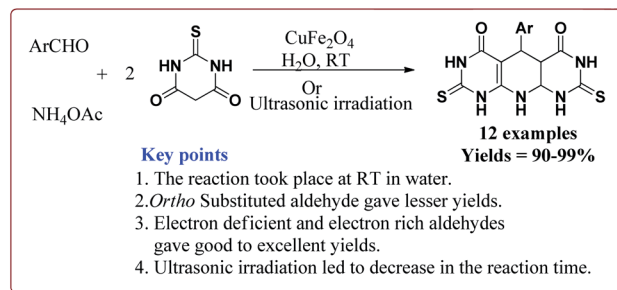 ArCHO
+ 2
NH₄OAc
S
HN NH
O O
CuFe₂O₄
H₂O, RT
Or
Ultrasonic irradiation
O Ar O
HN NH
S N H N H N H S
12 examples
Yields = 90-99%
Key points
1. The reaction took place at RT in water.
2.Ortho Substituted aldehyde gave lesser yields.
3. Electron deficient and electron rich aldehydes
gave good to excellent yields.
4. Ultrasonic irradiation led to decrease in the reaction time.